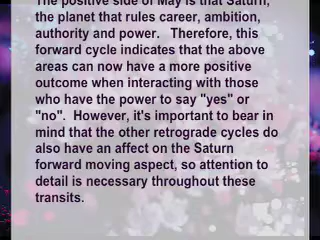 The positive side of May is that Saturn,
the planet that rules career, ambition,
authority and power.   Therefore, this
forward cycle indicates that the above
areas can now have a more positive
outcome when interacting with those
who have the power to say "yes" or
"no".  However, it's important to bear in
mind that the other retrograde cycles do
also have an affect on the Saturn
forward moving aspect, so attention to
detail is necessary throughout these
transits.